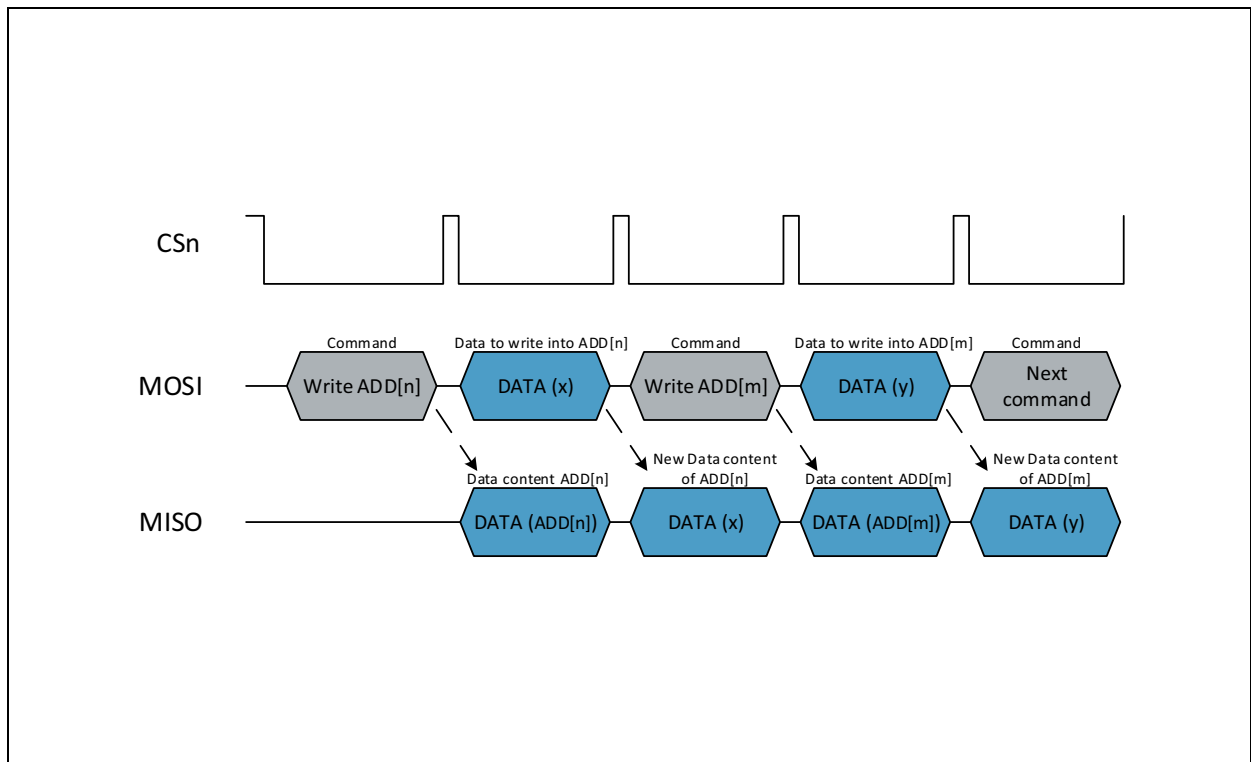 CSn
Command
Data to write into ADD[n]
Command
Data to write into ADD[m]
Command
MOSI
Write ADD[n]
DATA (x)
Write ADD[m]
DATA (y)
Next
command
Data content ADD[n]
New Data content
of ADD[n]
Data content ADD[m]
New Data content
of ADD[m]
MISO
DATA (ADD[n])
DATA (x)
DATA (ADD[m])
DATA (y)